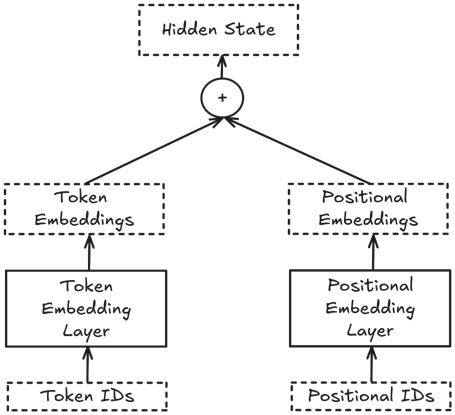 Hidden State
+
Token
Embeddings
Positional
Embeddings
Token
Embedding
Layer
Positional
Embedding
Layer
Token IDs
Positional IDs